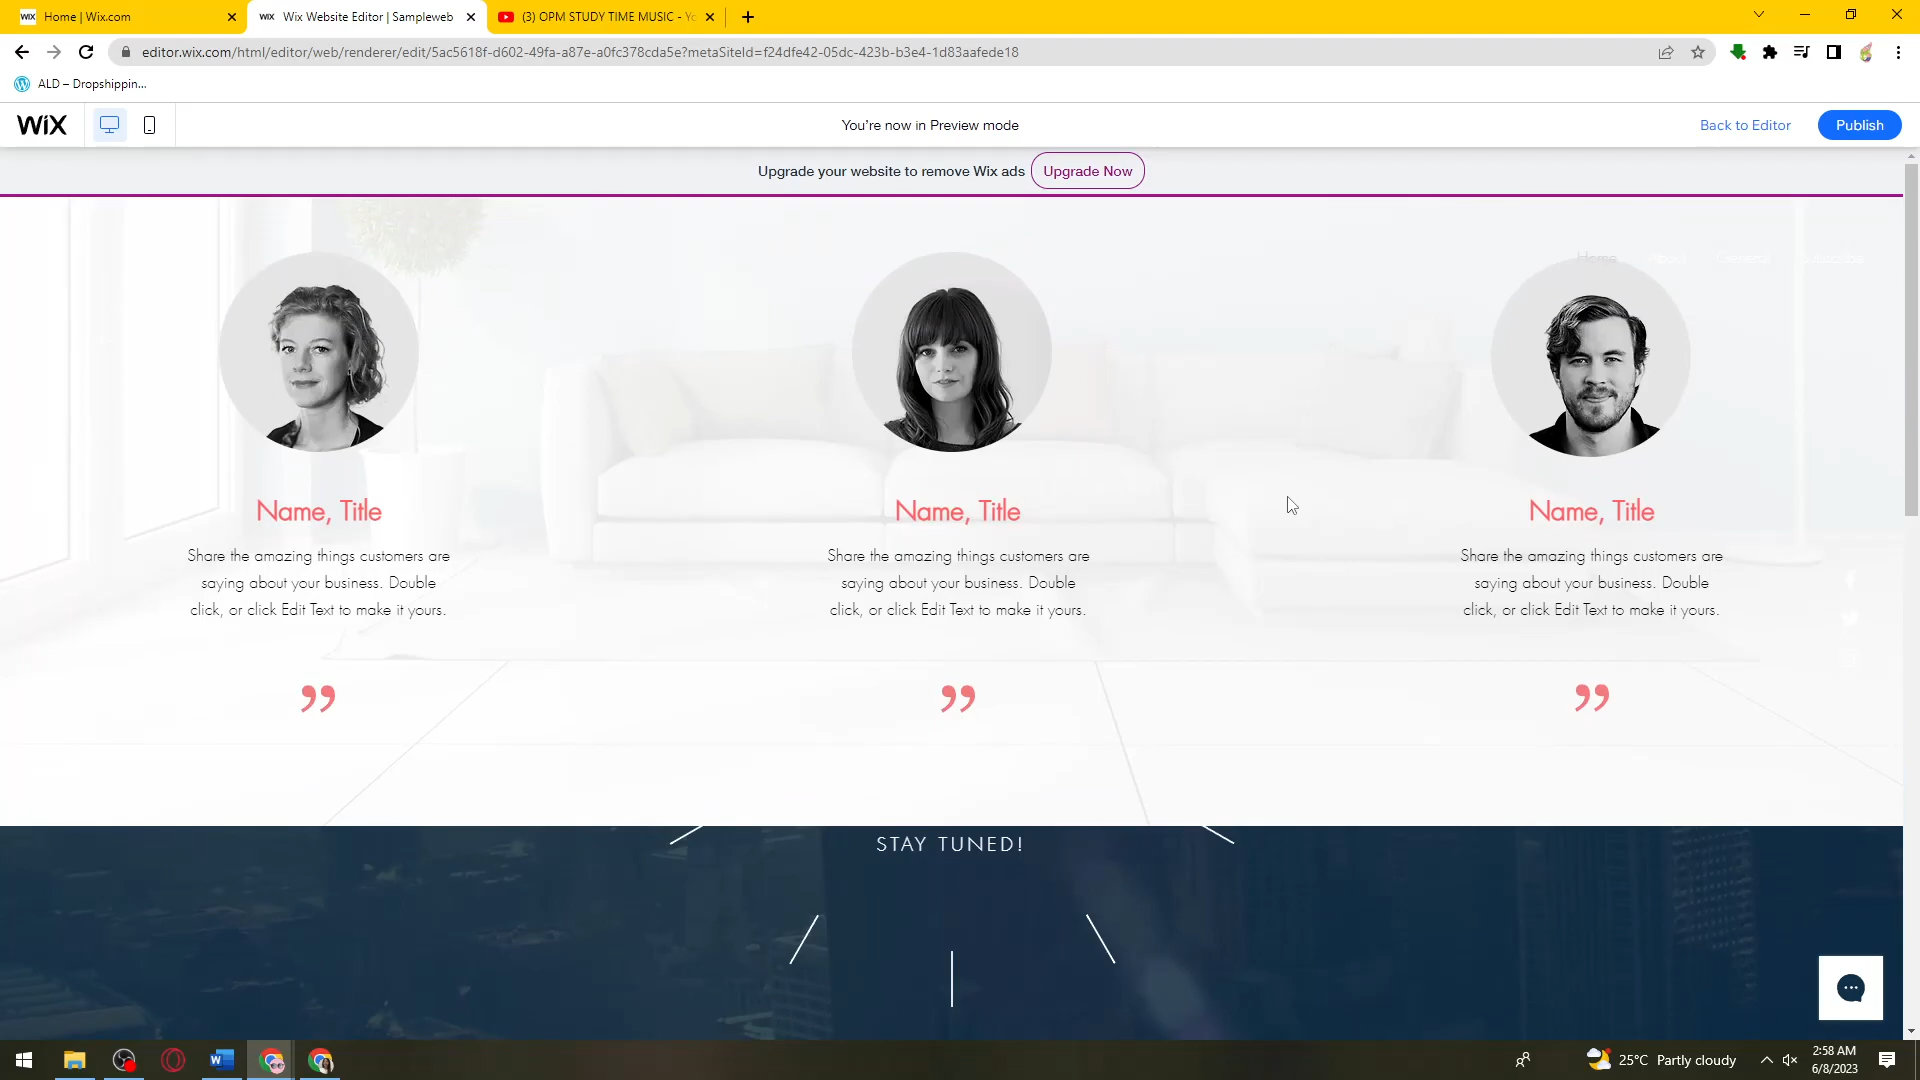 Home | Wix.com
Wix Website Editor | Sampleweb
(3) OPM STUDY TIME MUSIC -
editor.wix.com/html/editor/web/renderer/edit/5ac5618f-d602-49fa-a87e-a0fc378cda5e?metaSiteId=f24dfe42-05dc-423b-b3e4-1d83aafede18
ALD – Dropshippin...
WIX
You're now in Preview mode
Back to Editor
Publish
Upgrade your website to remove Wix ads
Upgrade Now
Home About Careers Subscribe
Name, Title
Share the amazing things customers are
saying about your business. Double
click, or click Edit Text to make it yours.
”
Name, Title
Share the amazing things customers are
saying about your business. Double
click, or click Edit Text to make it yours.
”
Name, Title
Share the amazing things customers are
saying about your business. Double
click, or click Edit Text to make it yours.
”
STAY TUNED!
25°C Partly cloudy
2:58 AM
6/8/2023